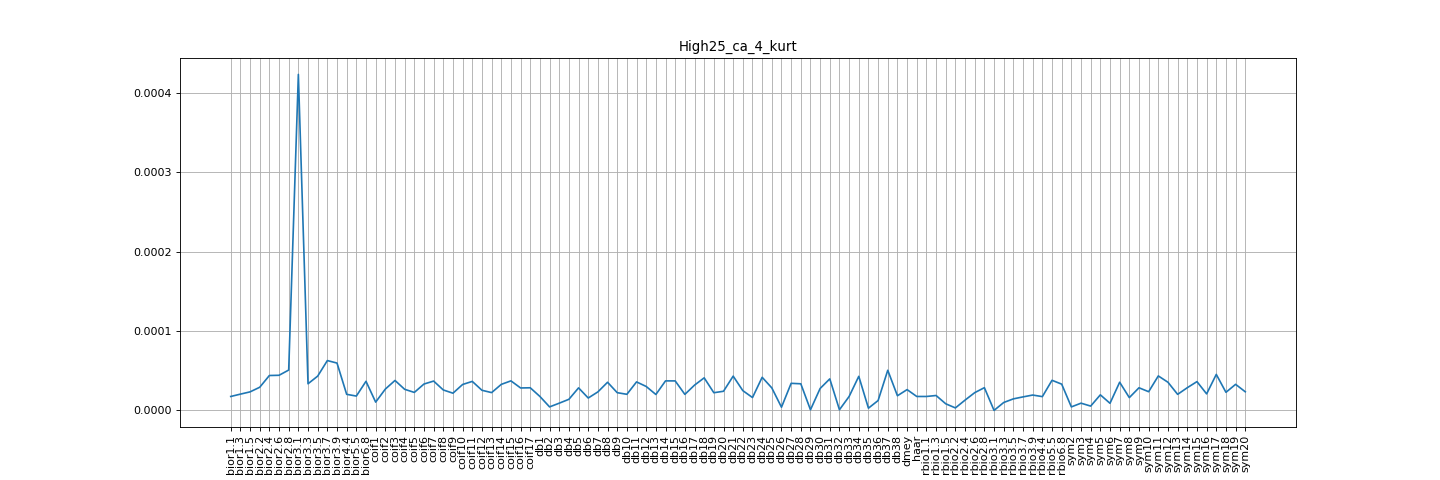 High25_ca_4_kurt
0.0004
0.0003
0.0002
0.0001
0.0000
bior1.1
bior1.3
bior1.5
bior2.2
bior2.4
bior2.6
bior2.8
bior3.1
bior3.3
bior3.5
bior3.7
bior3.9
bior4.4
bior5.5
bior6.8
coif1
coif2
coif3
coif4
coif5
coif6
coif7
coif8
coif9
coif10
coif11
coif12
coif13
coif14
coif15
coif16
coif17
db1
db2
db3
db4
db5
db6
db7
db8
db9
db10
db11
db12
db13
db14
db15
db16
db17
db18
db19
db20
db21
db22
db23
db24
db25
db26
db27
db28
db29
db30
db31
db32
db33
db34
db35
db36
db37
db38
dmey
haar
rbio1.1
rbio1.3
rbio1.5
rbio2.2
rbio2.4
rbio2.6
rbio2.8
rbio3.1
rbio3.3
rbio3.5
rbio3.7
rbio3.9
rbio4.4
rbio5.5
rbio6.8
sym2
sym3
sym4
sym5
sym6
sym7
sym8
sym9
sym10
sym11
sym12
sym13
sym14
sym15
sym16
sym17
sym18
sym19
sym20